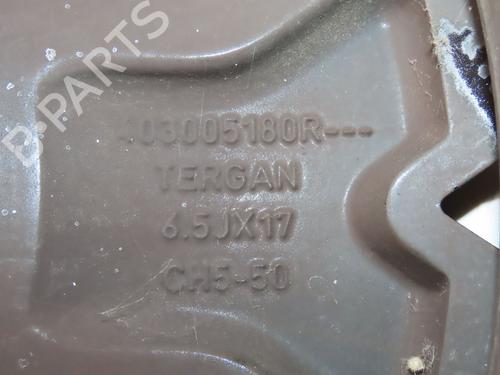 B-PARTS
403005180R---
TERGAN
6.5JX17
CH5-50